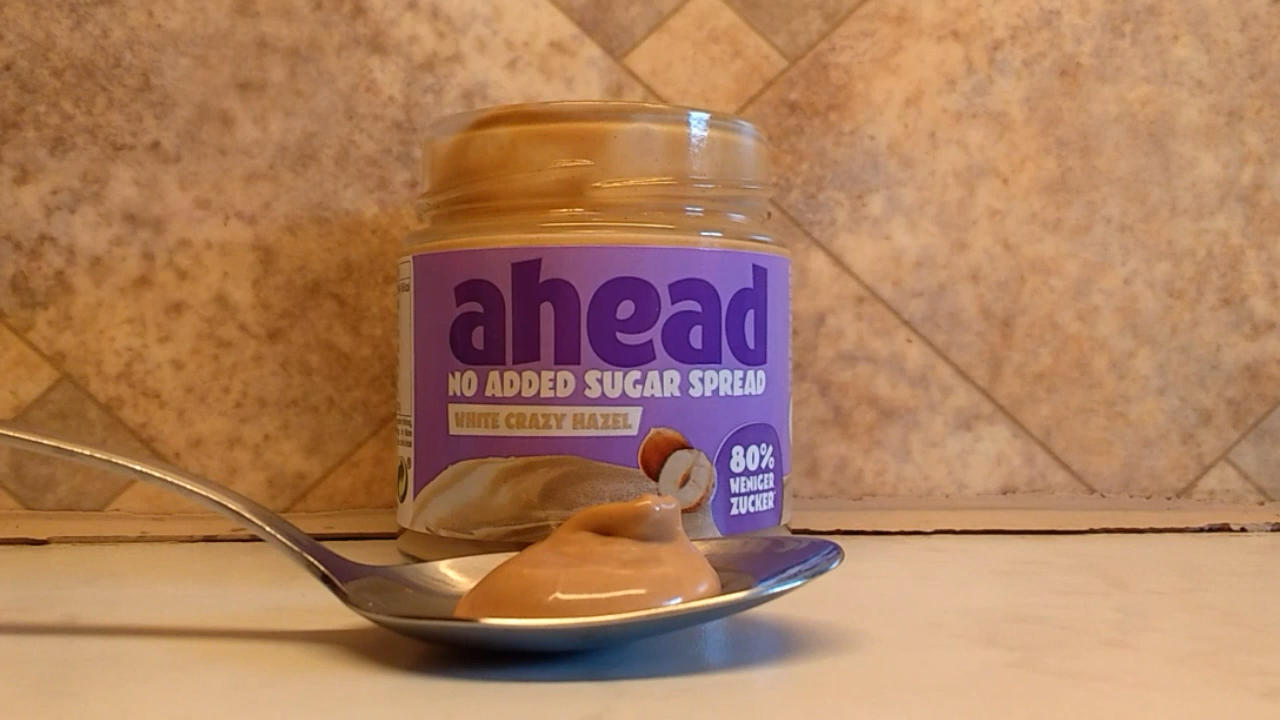 ahead
NO ADDED SUGAR SPREAD
WHITE CRAZY HAZEL
80%
WENIGER
ZUCKER*